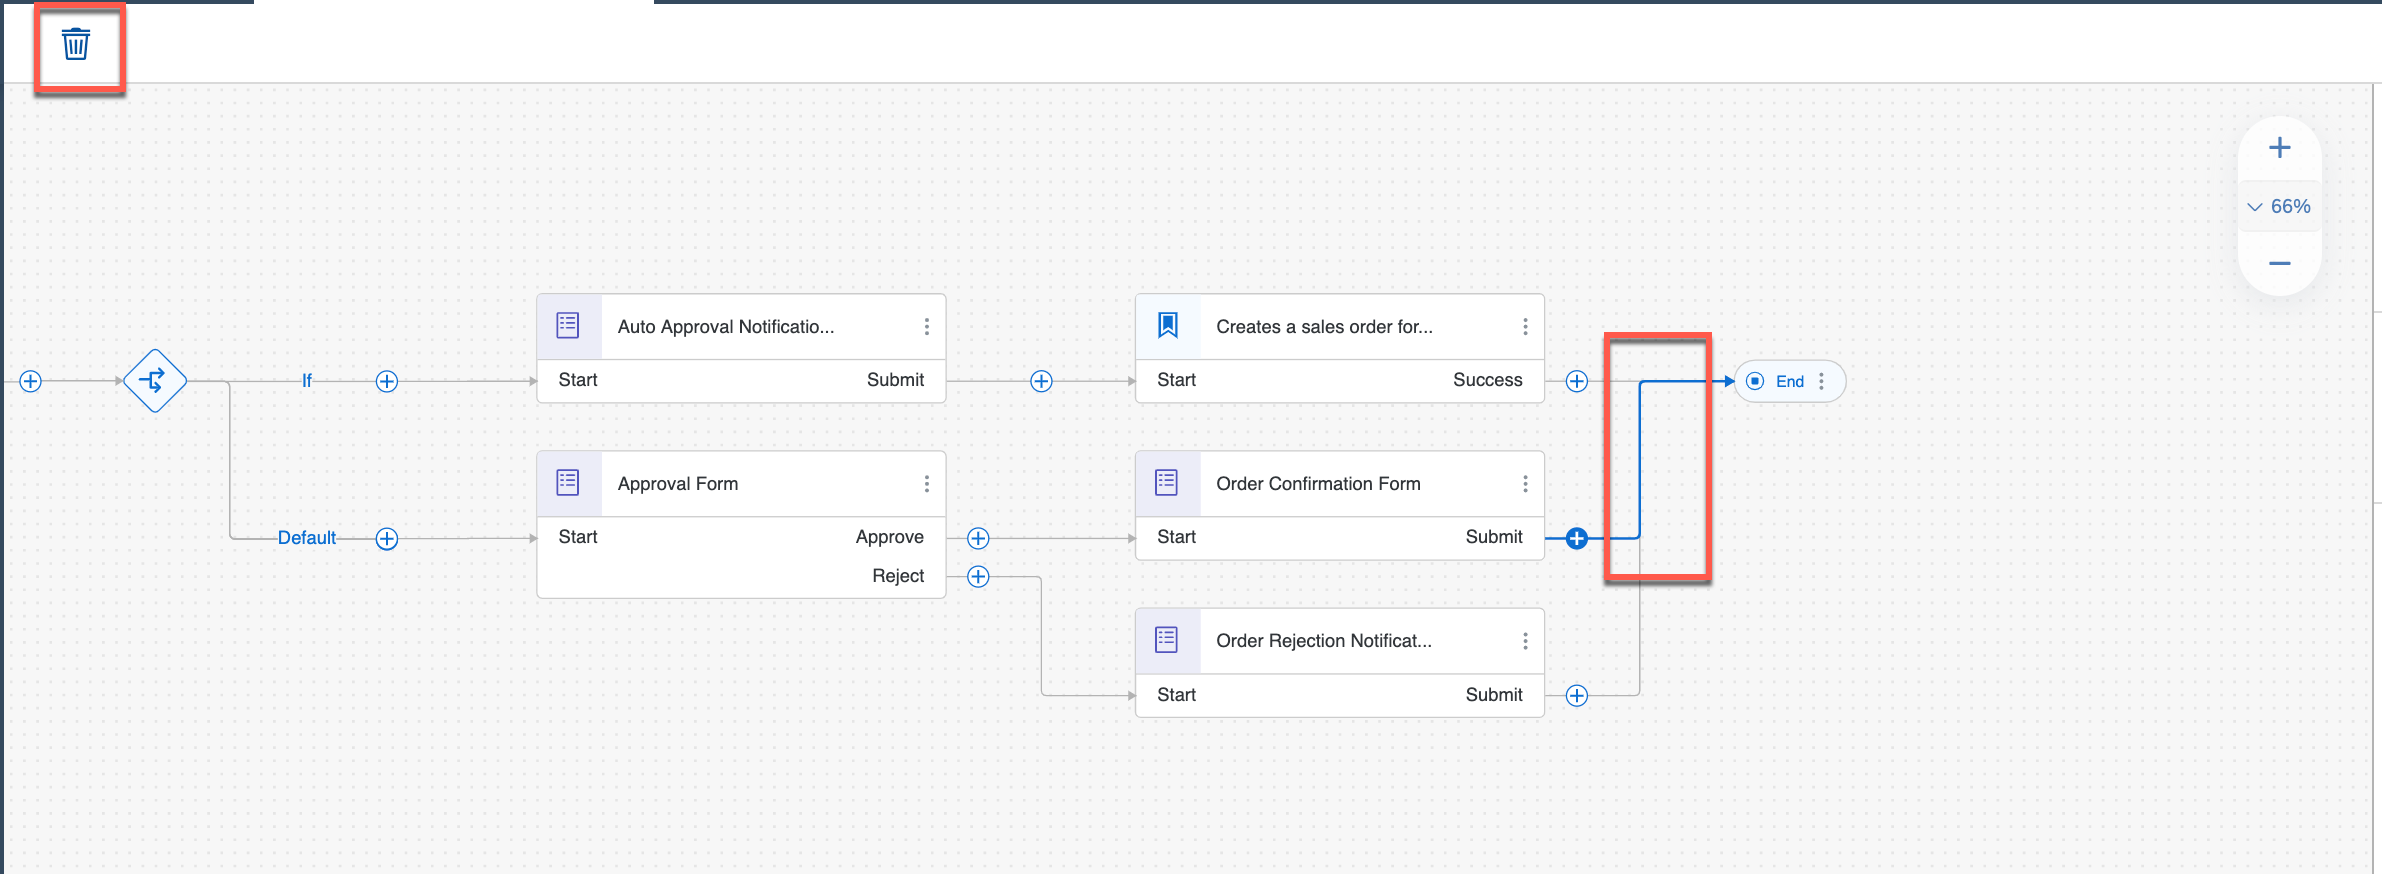 66%
Auto Approval Notificatio...
Creates a sales order for...
If
Start
Submit
Start
Success
End
Approval Form
Order Confirmation Form
Default
Start
Approve
Start
Submit
Reject
Order Rejection Notificat...
Start
Submit